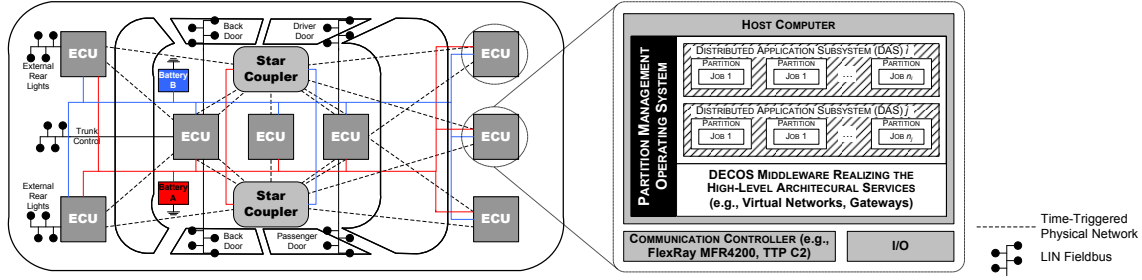 ECU
Back
Door
Driver
Door
ECU
External
Rear
Lights
Battery
B
Star
Coupler
Trunk
Control
ECU
ECU
ECU
ECU
External
Rear
Lights
Battery
A
Star
Coupler
ECU
ECU
Back
Door
Passenger
Door
HOST COMPUTER
PARTITION MANAGEMENT
OPERATING SYSTEM
DISTRIBUTED APPLICATION SUBSYSTEM (DAS) i
PARTITION PARTITION PARTITION
JOB 1 JOB 1 ... JOB ni
DISTRIBUTED APPLICATION SUBSYSTEM (DAS) j
PARTITION PARTITION PARTITION
JOB 1 JOB 1 ... JOB nj
DECOS MIDDLEWARE REALIZING THE
HIGH-LEVEL ARCHITECURAL SERVICES
(e.g., Virtual Networks, Gateways)
COMMUNICATION CONTROLLER (e.g.,
FlexRay MFR4200, TTP C2)
I/O
Time-Triggered
Physical Network
LIN Fieldbus